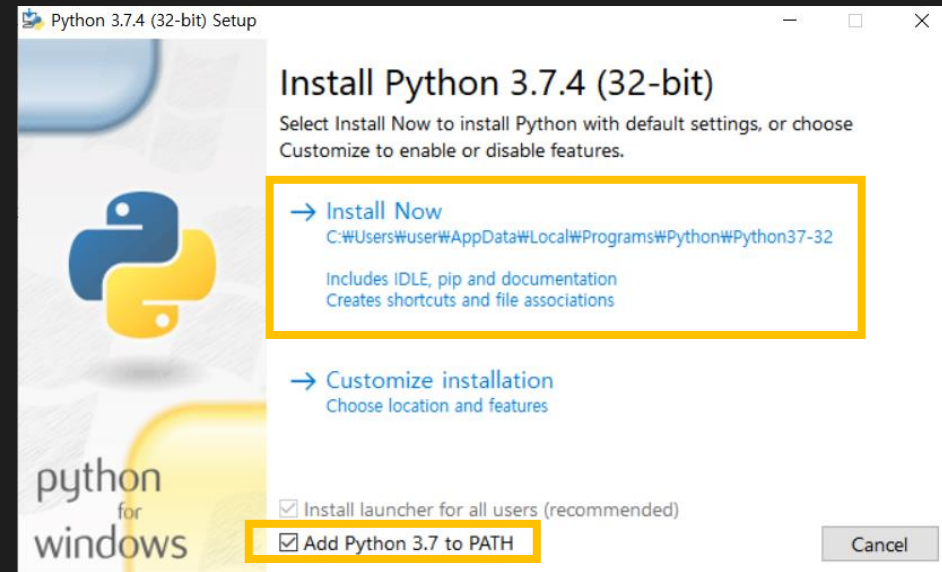 Python 3.7.4 (32-bit) Setup
Install Python 3.7.4 (32-bit)
Select Install Now to install Python with default settings, or choose
Customize to enable or disable features.
→ Install Now
C:₩Users₩user₩AppData₩Local₩Programs₩Python₩Python37-32
Includes IDLE, pip and documentation
Creates shortcuts and file associations
→ Customize installation
Choose location and features
Install launcher for all users (recommended)
Add Python 3.7 to PATH
Cancel
python
for
windows